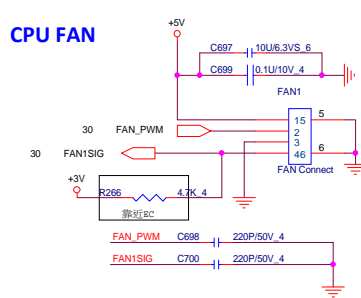 CPU FAN
+5V
C697 10U/6.3VS_6
C699 0.1U/10V_4
FAN1
30 FAN_PWM
30 FAN1SIG
15 5
2
3
46 6
FAN Connect
+3V
R266 4.7K_4
靠近EC
FAN_PWM C698 220P/50V_4
FAN1SIG C700 220P/50V_4